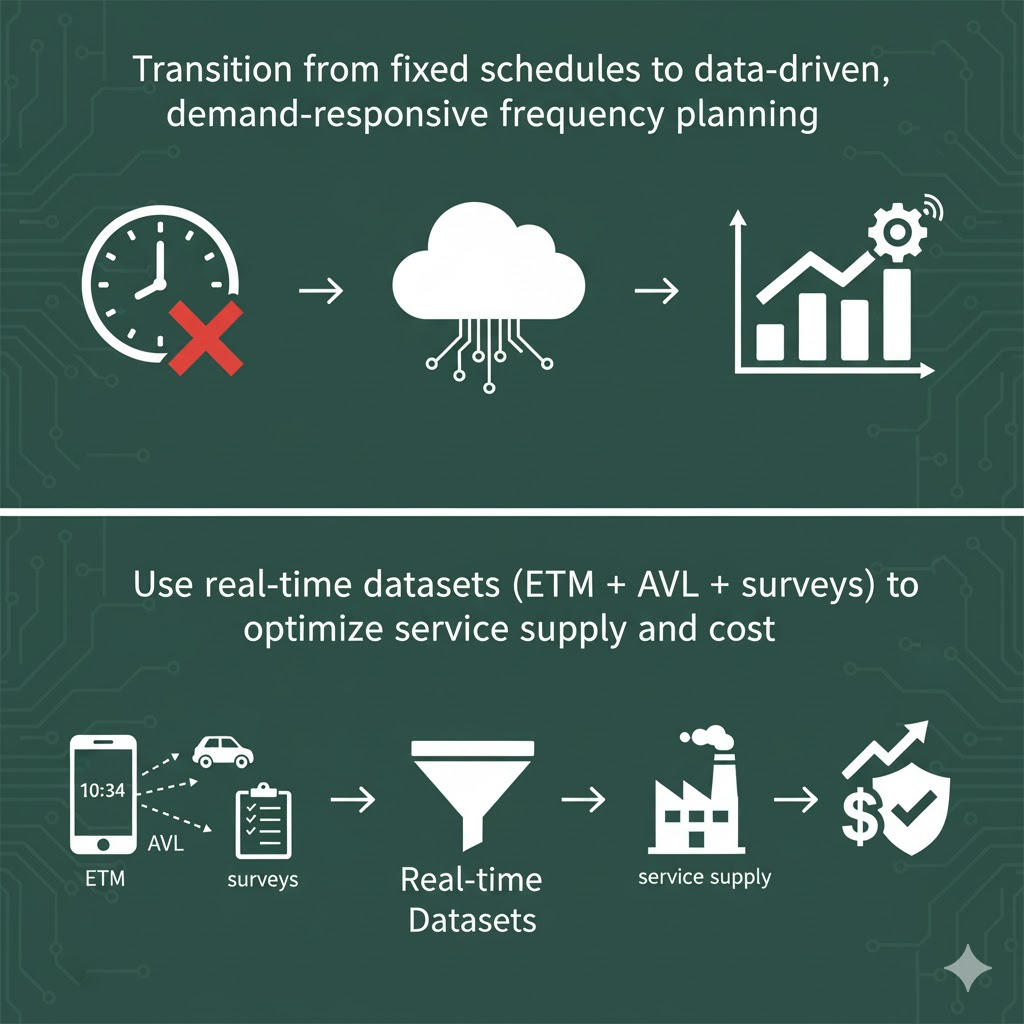 Transition from fixed schedules to data-driven,
demand-responsive frequency planning
Use real-time datasets (ETM + AVL + surveys) to
optimize service supply and cost
10:34
AVL
ETM
surveys
Real-time
Datasets
service supply
$